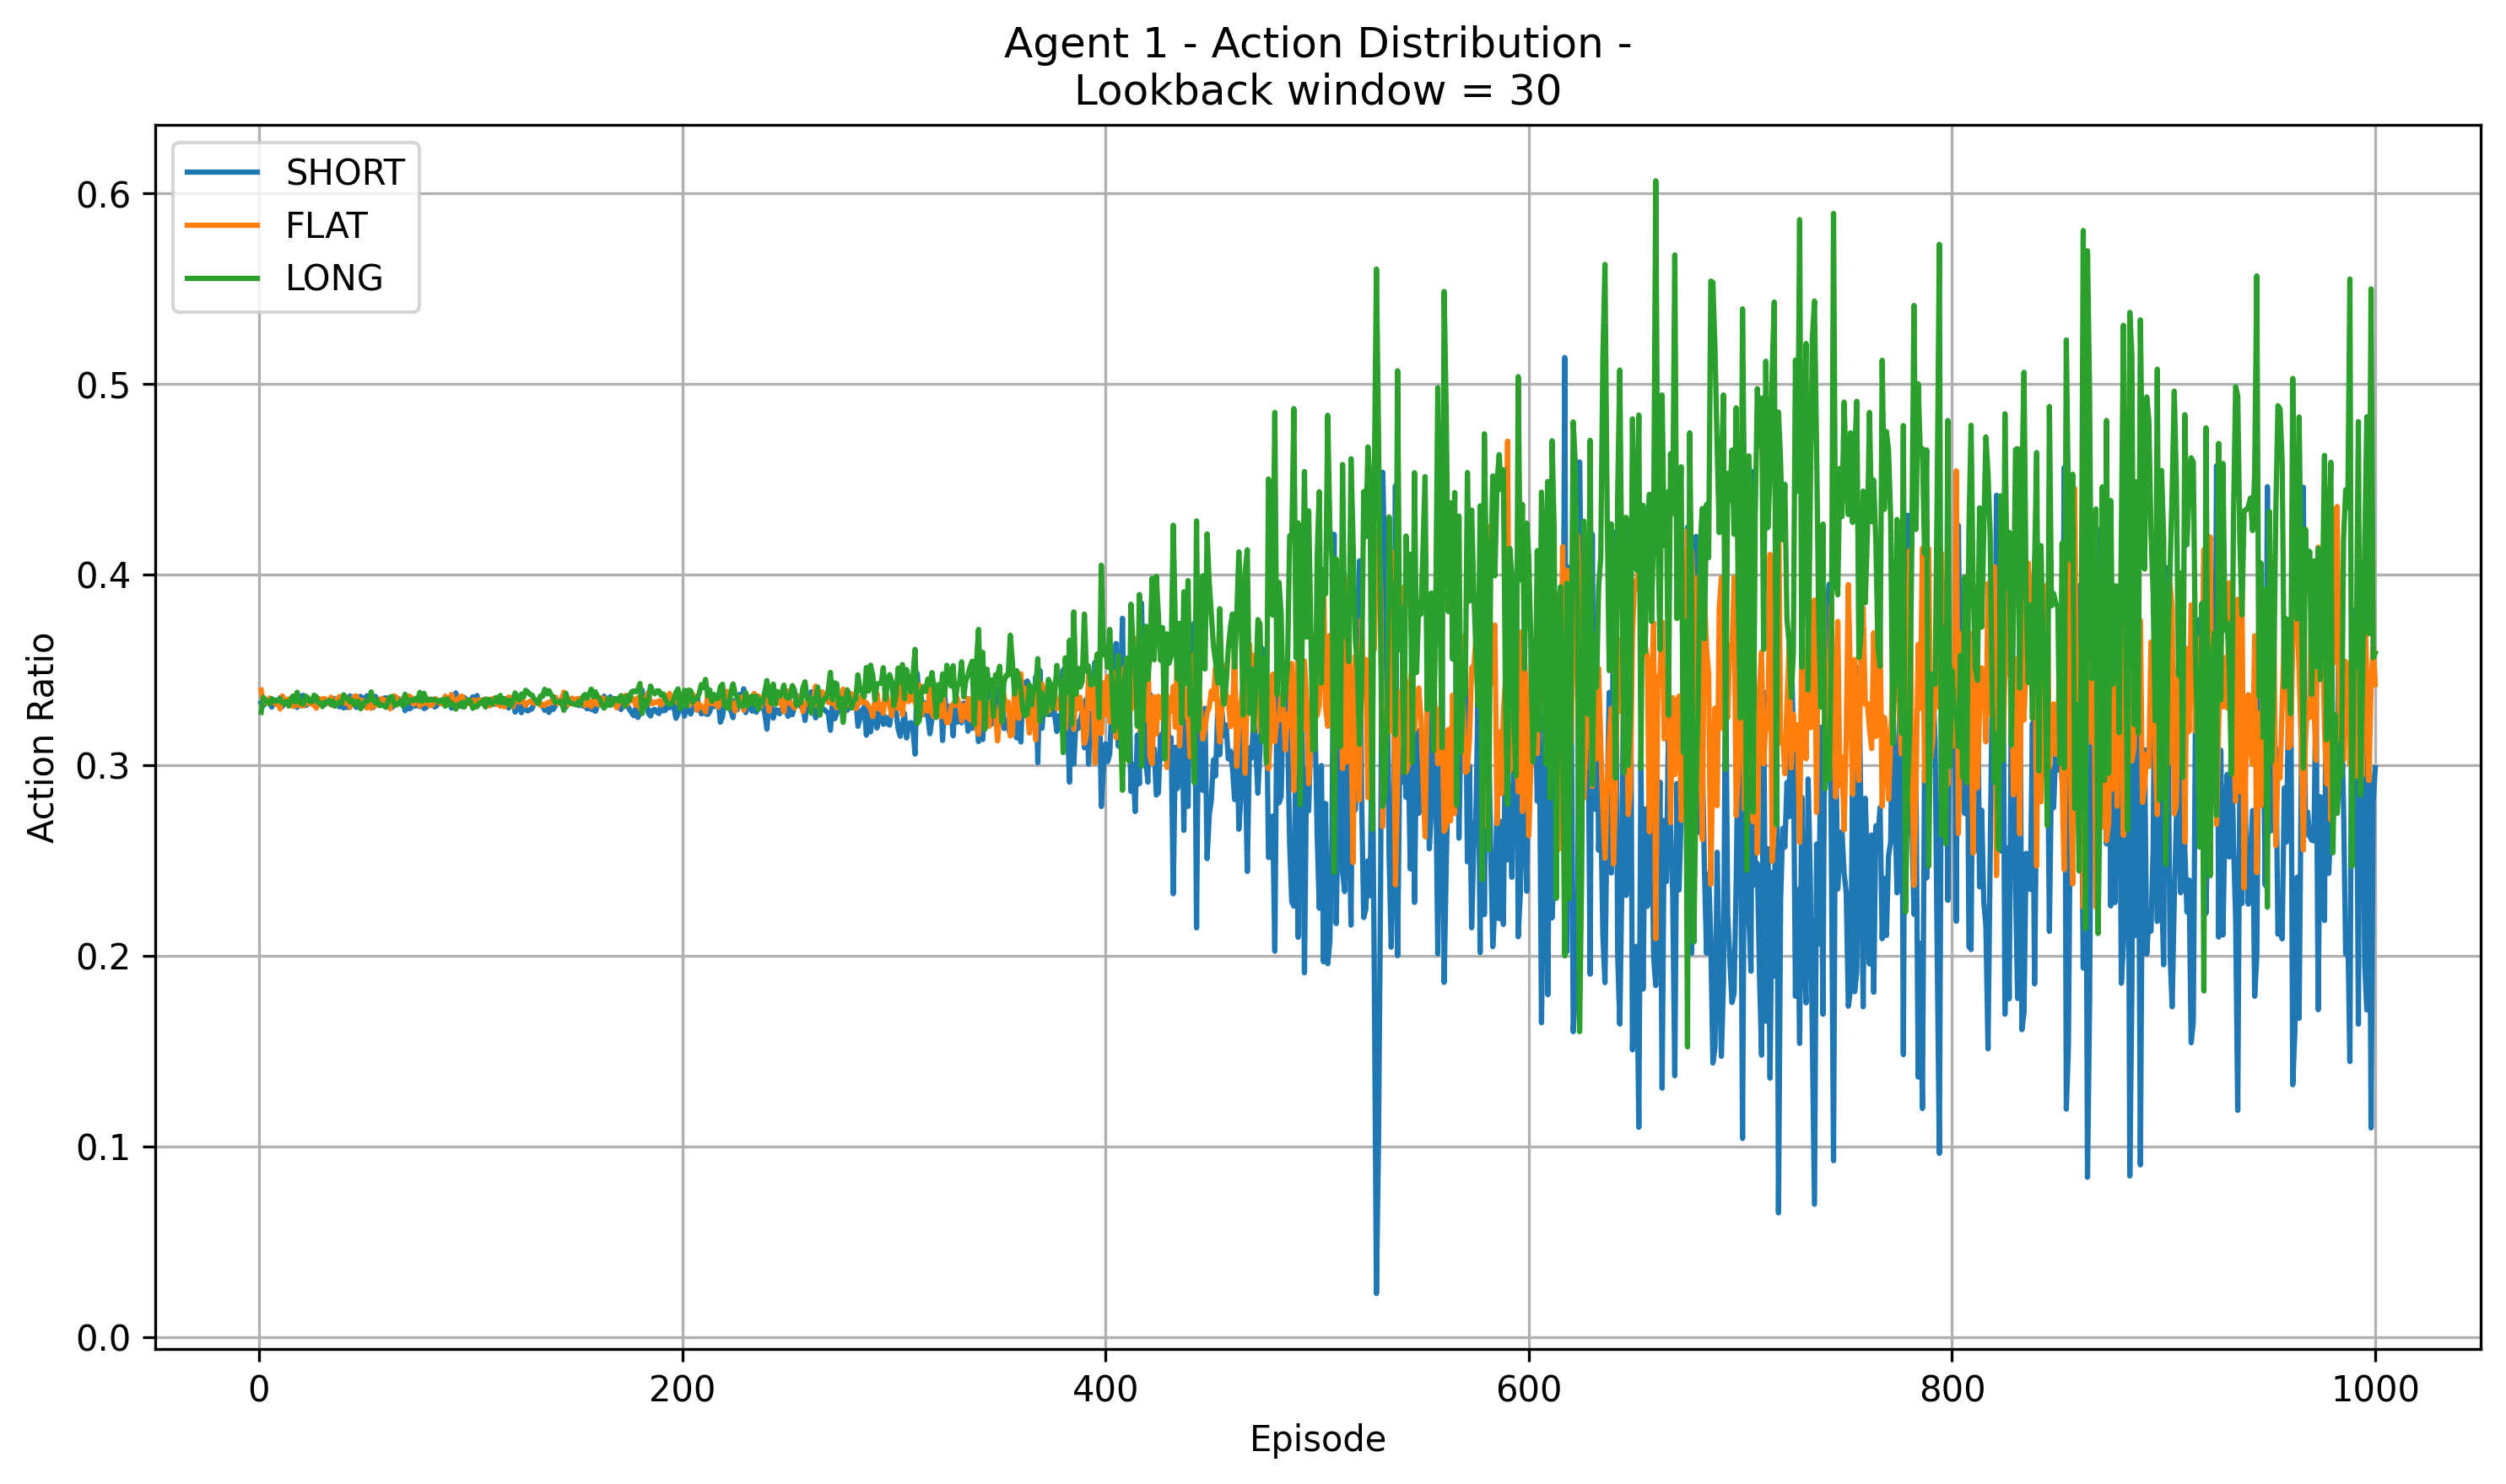 Agent 1 - Action Distribution -
Lookback window = 30
SHORT
FLAT
LONG
0.6
0.5
0.4
0.3
0.2
0.1
0.0
Action Ratio
0 200 400 600 800 1000
Episode